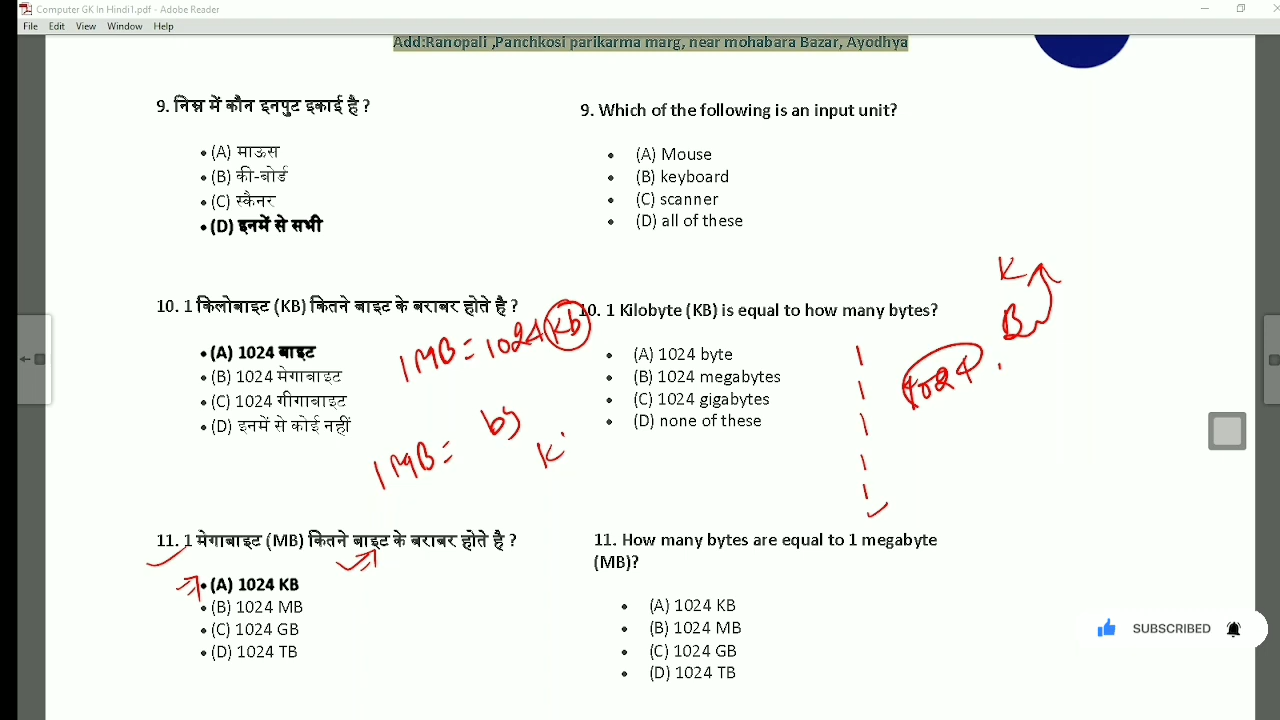 Computer GK In Hindi1.pdf - Adobe Reader
File Edit View Window Help
Add:Ranopali ,Panchkosi parikarma marg, near mohabara Bazar, Ayodhya
9. निम्न में कौन इनपुट इकाई है ?
• (A) माऊस
• (B) की-बोर्ड
• (C) स्कैनर
• (D) इनमें से सभी
9. Which of the following is an input unit?
• (A) Mouse
• (B) keyboard
• (C) scanner
• (D) all of these
10. 1 किलोबाइट (KB) कितने बाइट के बराबर होते है ?
• (A) 1024 बाइट
• (B) 1024 मेगाबाइट
• (C) 1024 गीगाबाइट
• (D) इनमें से कोई नहीं
1MB = 1024 Kb
1MB =
by
K
10. 1 Kilobyte (KB) is equal to how many bytes?
• (A) 1024 byte
• (B) 1024 megabytes
• (C) 1024 gigabytes
• (D) none of these
K
B
1024
11. 1 मेगाबाइट (MB) कितने बाइट के बराबर होते है ?
• (A) 1024 KB
• (B) 1024 MB
• (C) 1024 GB
• (D) 1024 TB
11. How many bytes are equal to 1 megabyte
(MB)?
• (A) 1024 KB
• (B) 1024 MB
• (C) 1024 GB
• (D) 1024 TB
SUBSCRIBED